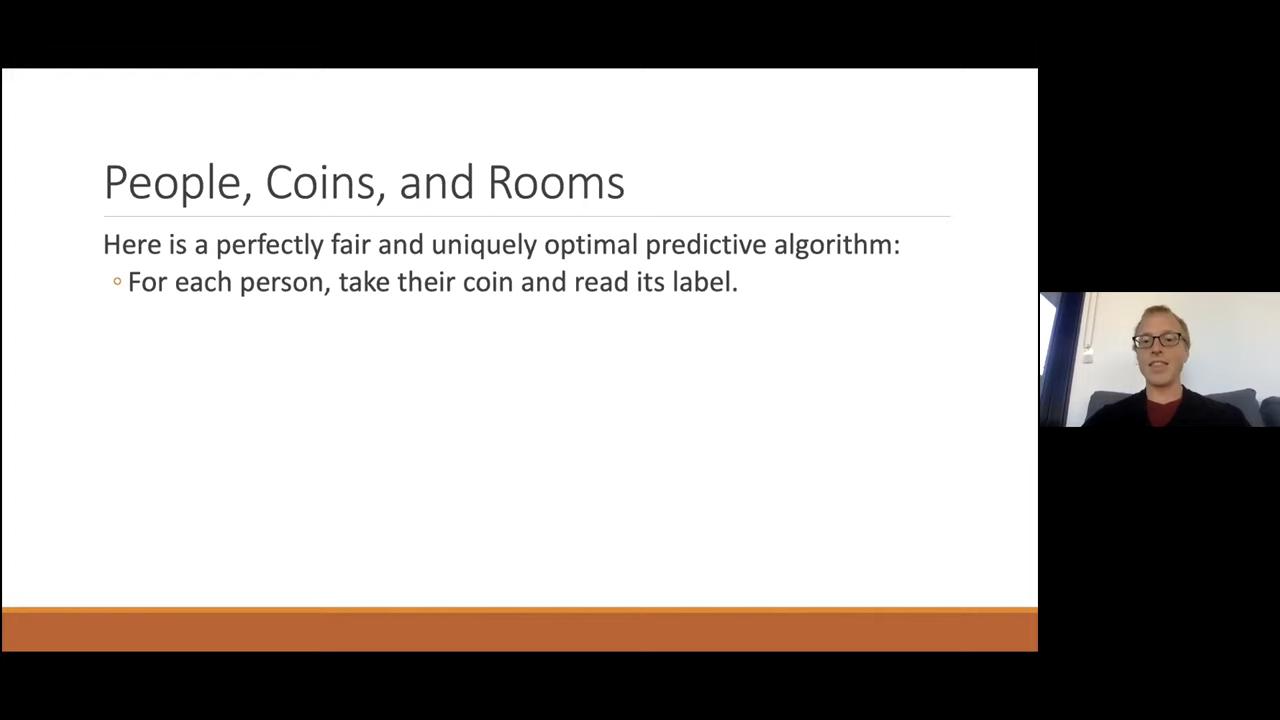 People, Coins, and Rooms
Here is a perfectly fair and uniquely optimal predictive algorithm:
◦ For each person, take their coin and read its label.